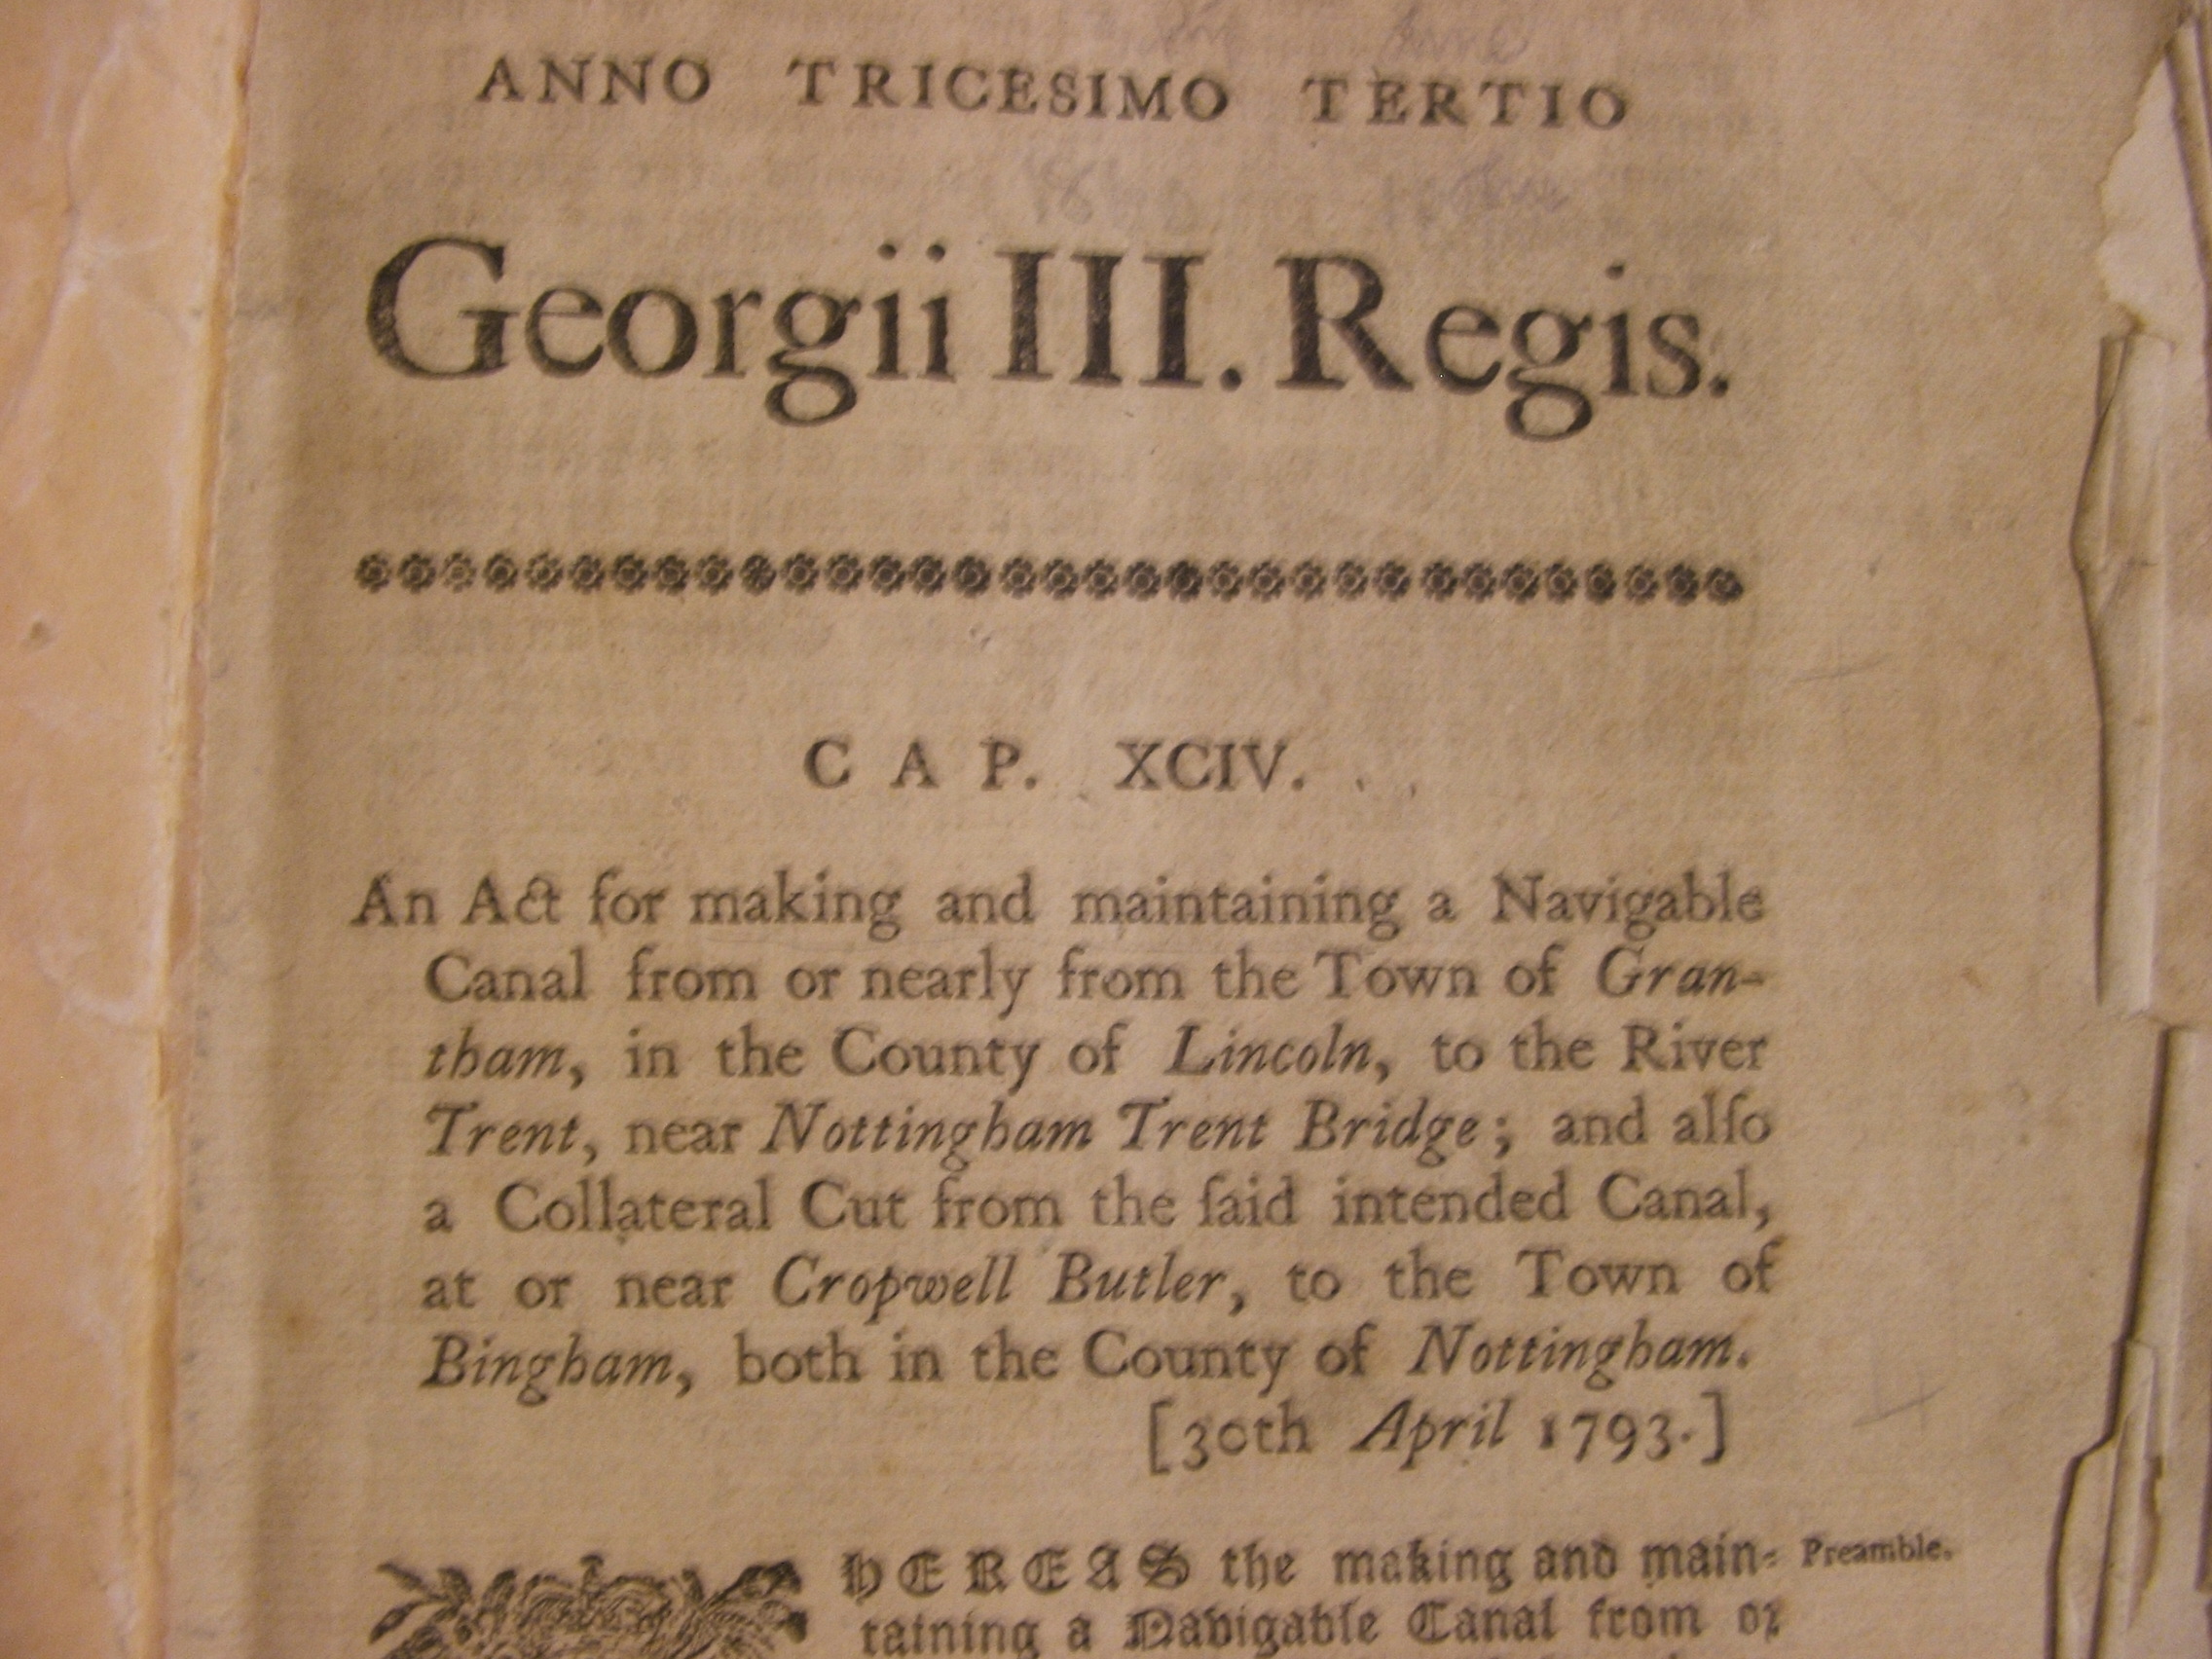 ANNO TRICESIMO TERTIO
Georgii III. Regis.
CAP. XCIV.
An Act for making and maintaining a Navigable
Canal from or nearly from the Town of Gran-
tham, in the County of Lincoln, to the River
Trent, near Nottingham Trent Bridge; and alſo
a Collateral Cut from the ſaid intended Canal,
at or near Cropwell Butler, to the Town of
Bingham, both in the County of Nottingham.
[30th April 1793.]
HEREAS the making and main-
Preamble.
taining a Navigable Canal from or